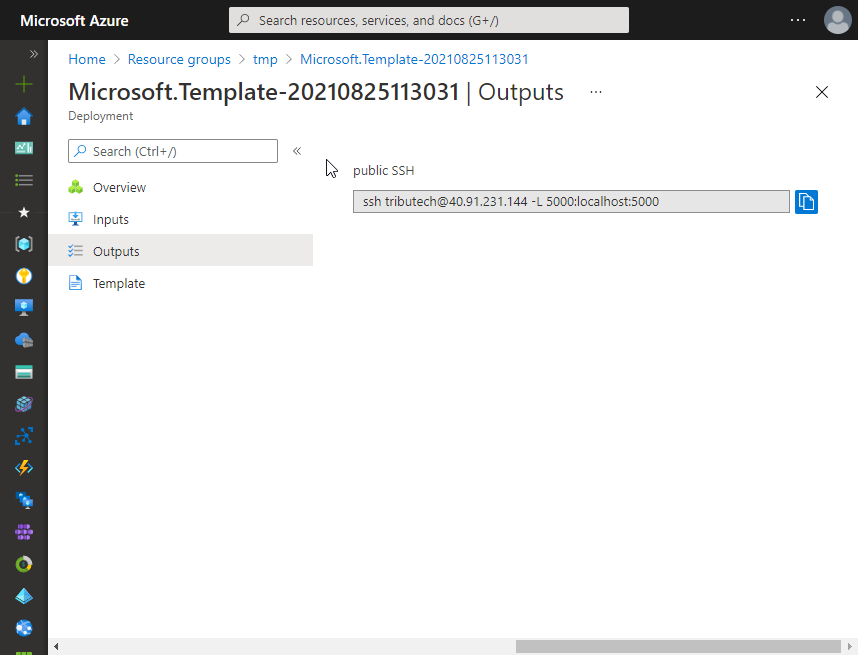 Microsoft Azure
Search resources, services, and docs (G+/)
Home > Resource groups > tmp > Microsoft.Template-20210825113031
Microsoft.Template-20210825113031 | Outputs
Deployment
Search (Ctrl+/)
Overview
Inputs
Outputs
Template
public SSH
ssh tributech@40.91.231.144 -L 5000:localhost:5000